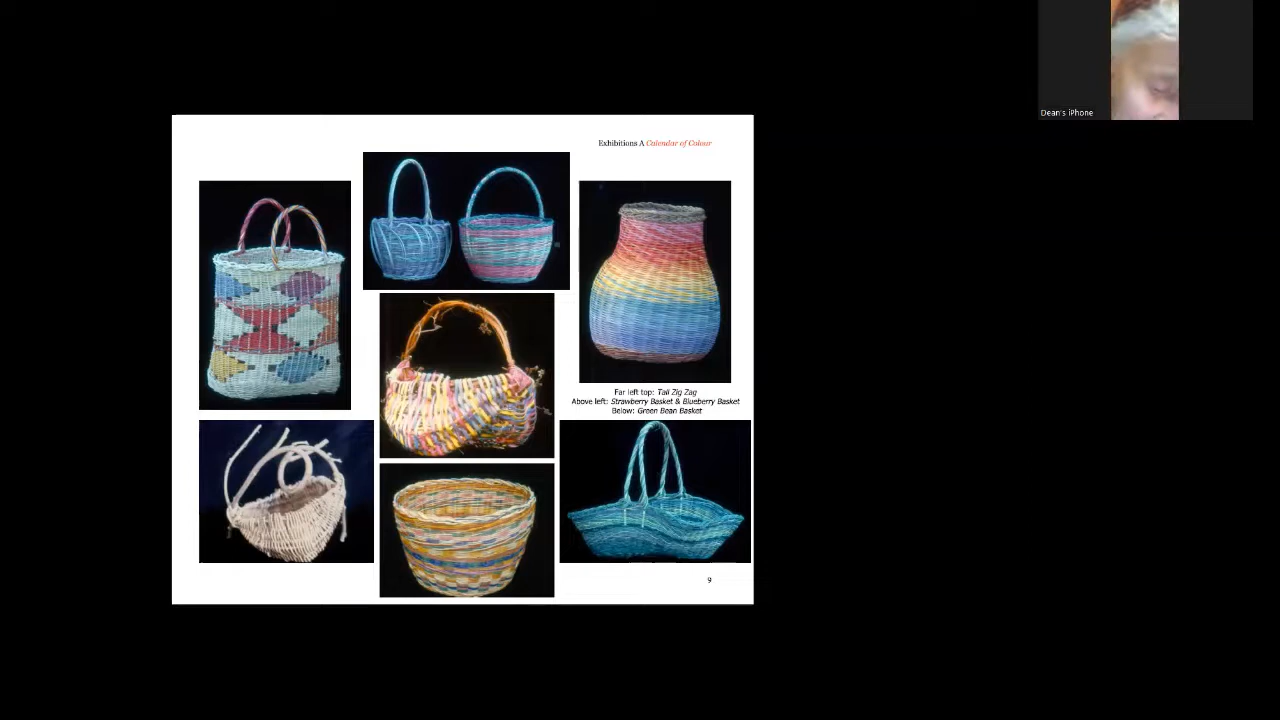 Dean's iPhone
Exhibitions A Calendar of Colour
Far left top: Tall Zig Zag
Above left: Strawberry Basket & Blueberry Basket
Below: Green Bean Basket
9